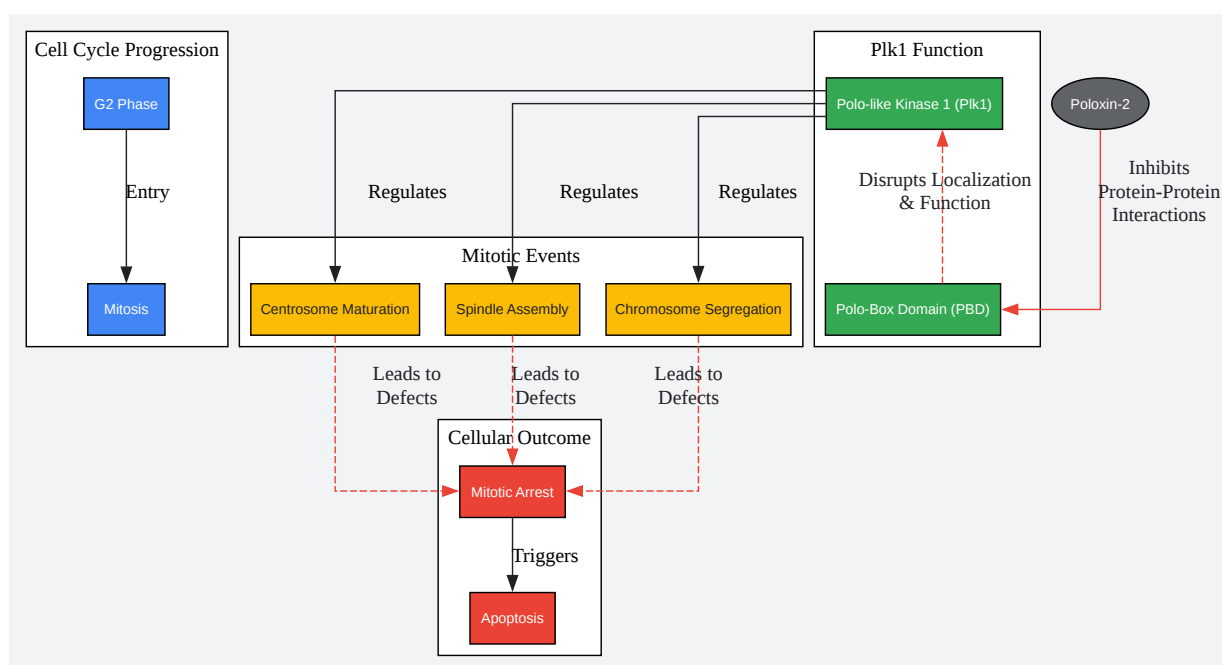 Cell Cycle Progression
G2 Phase
Entry
Mitosis
Plk1 Function
Polo-like Kinase 1 (Plk1)
Disrupts Localization
& Function
Polo-Box Domain (PBD)
Poloxin-2
Inhibits
Protein-Protein
Interactions
Regulates
Regulates
Regulates
Mitotic Events
Centrosome Maturation
Spindle Assembly
Chromosome Segregation
Leads to
Defects
Leads to
Defects
Leads to
Defects
Cellular Outcome
Mitotic Arrest
Triggers
Apoptosis